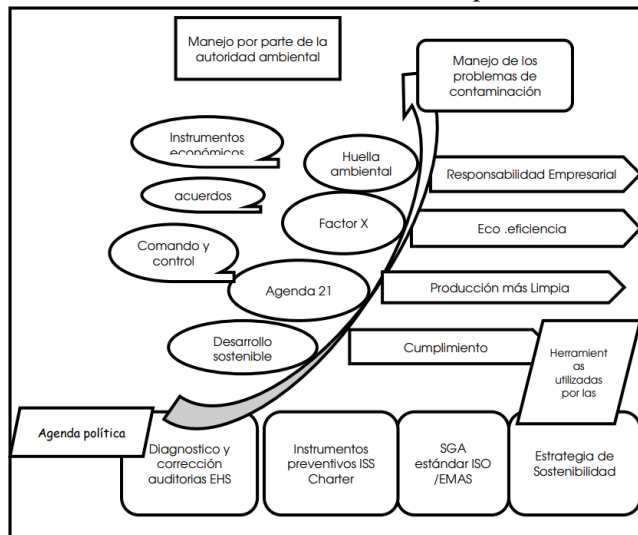 Manejo por parte de la
autoridad ambiental
Manejo de los
problemas de
contaminación
Instrumentos
económicos
Huella
ambiental
Responsabilidad Empresarial
acuerdos
Factor X
Eco .eficiencia
Comando y
control
Agenda 21
Producción más Limpia
Desarrollo
sostenible
Cumplimiento
Herramient
as
utilizadas
por las
Agenda política
Diagnostico y
corrección
auditorias EHS
Instrumentos
preventivos ISS
Charter
SGA
estándar ISO
/EMAS
Estrategia de
Sostenibilidad